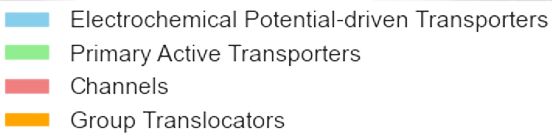 Electrochemical Potential-driven Transporters
Primary Active Transporters
Channels
Group Translocators